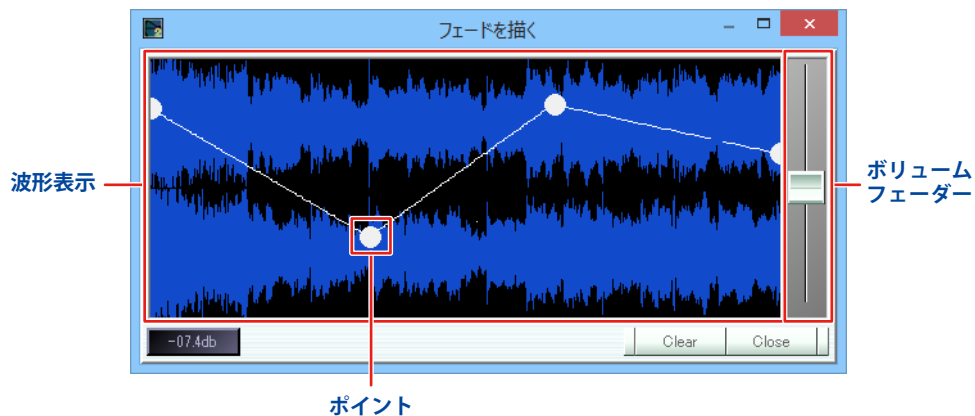 フェードを描く
波形表示
ボリューム
フェーダー
-07.4db
Clear
Close
ポイント